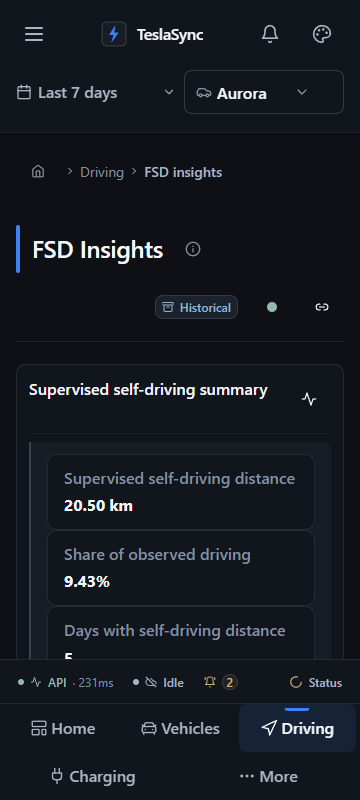 TeslaSync
Last 7 days
Aurora
Driving
FSD insights
FSD Insights
Historical
Supervised self-driving summary
Supervised self-driving distance
20.50 km
Share of observed driving
9.43%
Days with self-driving distance
5
API · 231ms
Idle
2
Status
Home
Vehicles
Driving
Charging
More